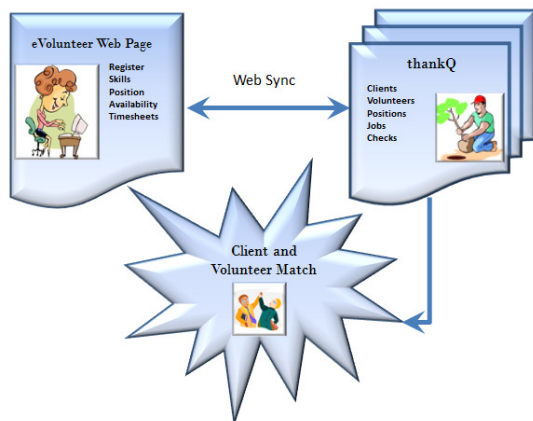 eVolunteer Web Page
Register
Skills
Position
Availability
Timesheets
Web Sync
thankQ
Clients
Volunteers
Positions
Jobs
Checks
Client and
Volunteer Match